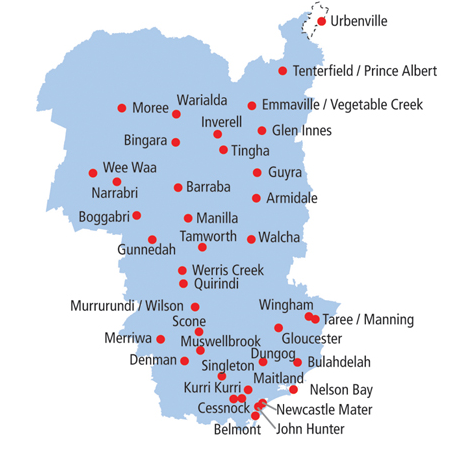 Urbenville
Tenterfield / Prince Albert
Warialda
Moree
Emmaville / Vegetable Creek
Inverell
Glen Innes
Bingara
Tingha
Wee Waa
Guyra
Narrabri
Barraba
Armidale
Boggabri
Manilla
Tamworth
Walcha
Gunnedah
Werris Creek
Quirindi
Murrurundi / Wilson
Wingham
Taree / Manning
Scone
Merriwa
Muswellbrook
Gloucester
Dungog
Denman
Bulahdelah
Singleton
Maitland
Kurri Kurri
Nelson Bay
Cessnock
Newcastle Mater
Belmont
John Hunter